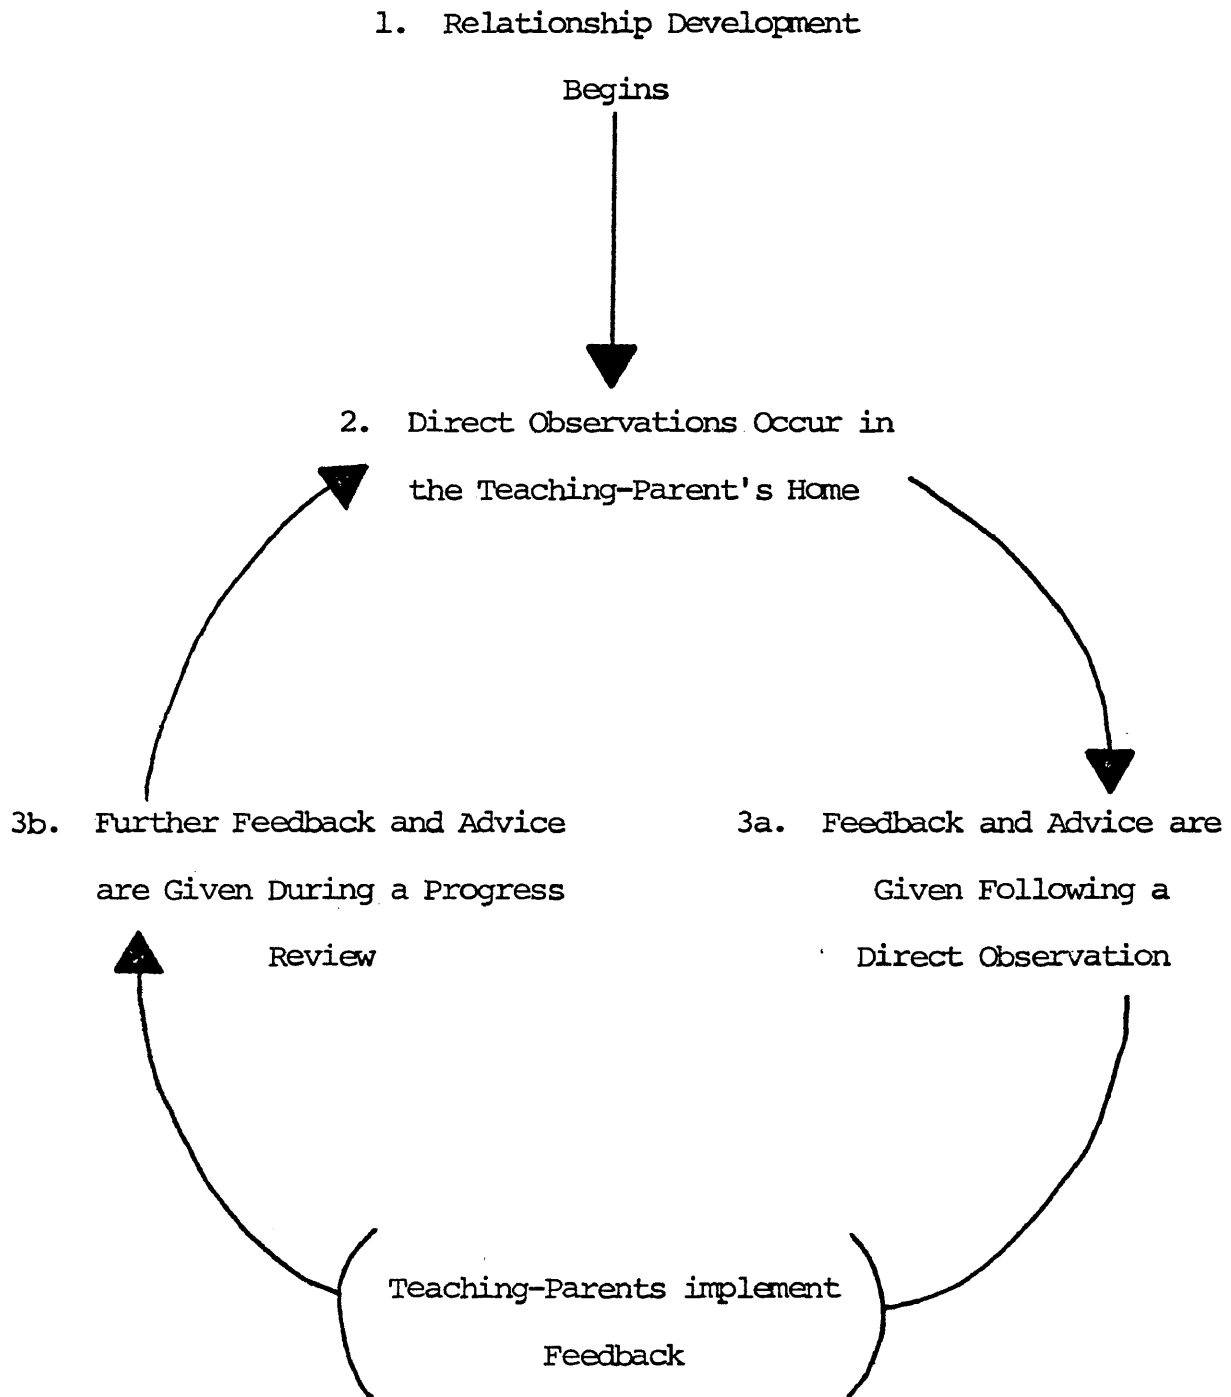 1. Relationship Development
Begins
2. Direct Observations Occur in
the Teaching-Parent's Home
3b. Further Feedback and Advice
are Given During a Progress
Review
3a. Feedback and Advice are
Given Following a
Direct Observation
Teaching-Parents implement
Feedback